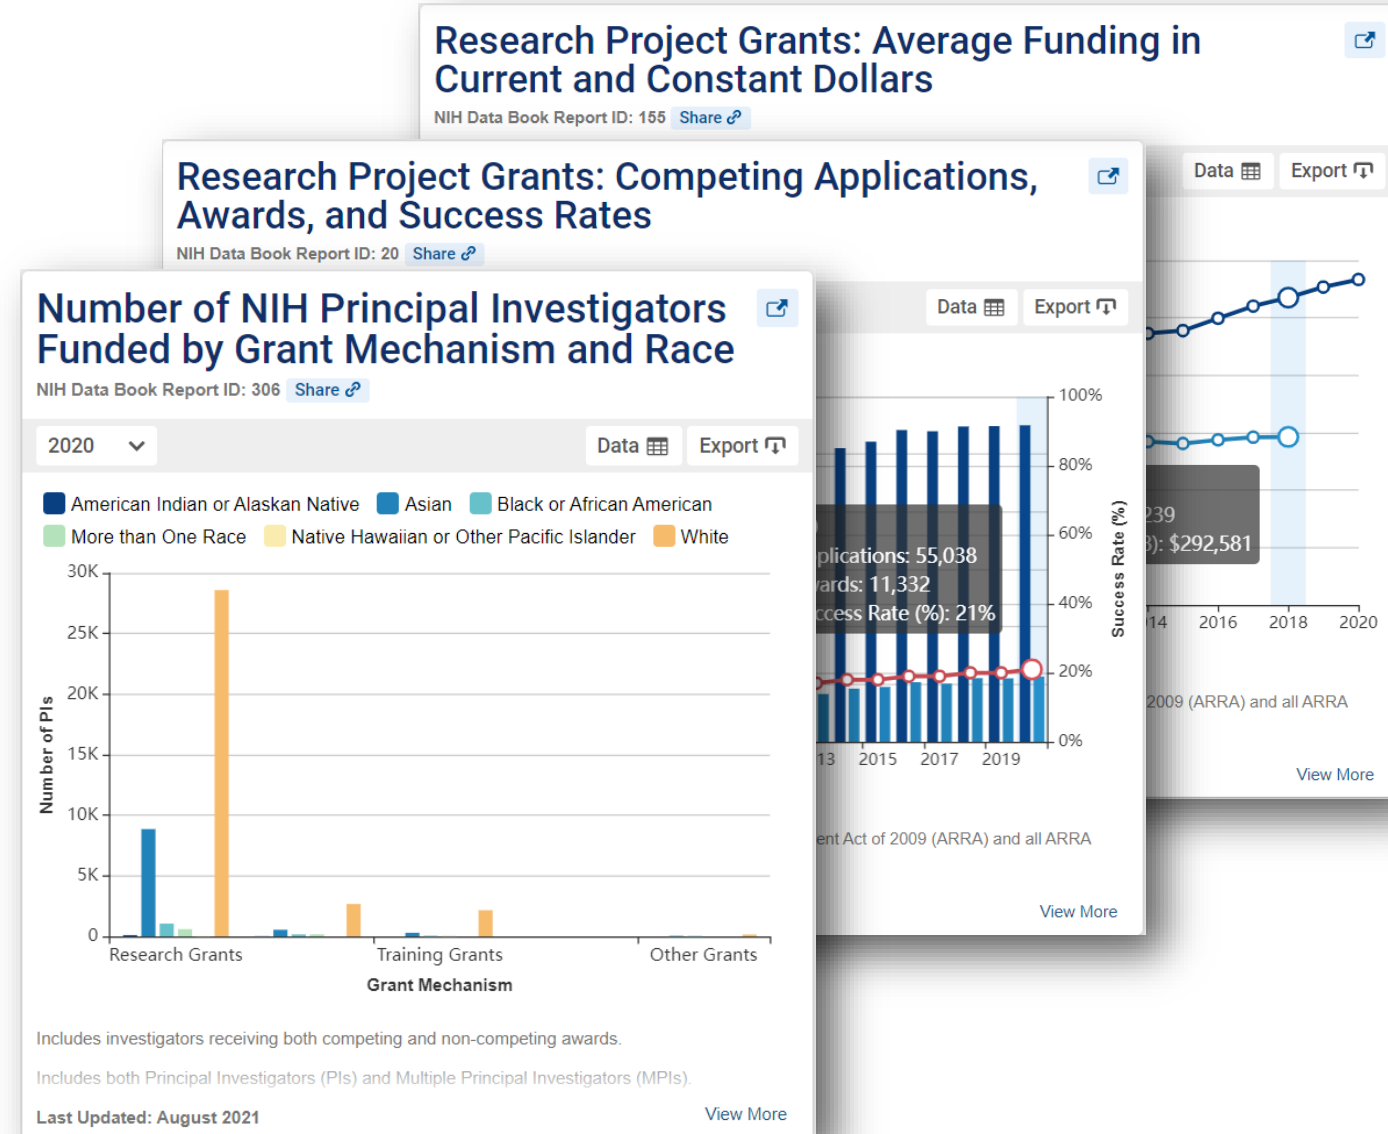 Research Project Grants: Average Funding in
Current and Constant Dollars
NIH Data Book Report ID: 155 Share
Data Export
239
): $292,581
14 2016 2018 2020
2009 (ARRA) and all ARRA
View More
Research Project Grants: Competing Applications,
Awards, and Success Rates
NIH Data Book Report ID: 20 Share
Data Export
100%
80%
60%
40%
20%
0%
Success Rate (%)
plications: 55,038
ards: 11,332
ccess Rate (%): 21%
13 2015 2017 2019
ent Act of 2009 (ARRA) and all ARRA
View More
Number of NIH Principal Investigators
Funded by Grant Mechanism and Race
NIH Data Book Report ID: 306 Share
2020 Data Export
American Indian or Alaskan Native Asian Black or African American
More than One Race Native Hawaiian or Other Pacific Islander White
30K
25K
20K
15K
10K
5K
0
Number of PIs
Research Grants Training Grants Other Grants
Grant Mechanism
Includes investigators receiving both competing and non-competing awards.
Includes both Principal Investigators (PIs) and Multiple Principal Investigators (MPIs).
Last Updated: August 2021 View More